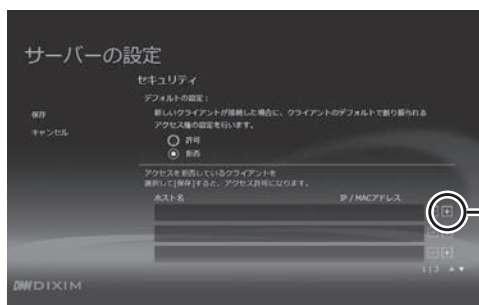 サーバーの設定
セキュリティ
デフォルトの設定：
保存
新しいクライアントが接続した場合に、クライアントのデフォルトで割り振られる
アクセス権の設定を行います。
キャンセル
許可
拒否
アクセスを拒否しているクライアントを
選択して[保存]すると、アクセス許可になります。
ホスト名 IP / MACアドレス
1 | 3
DiXiM